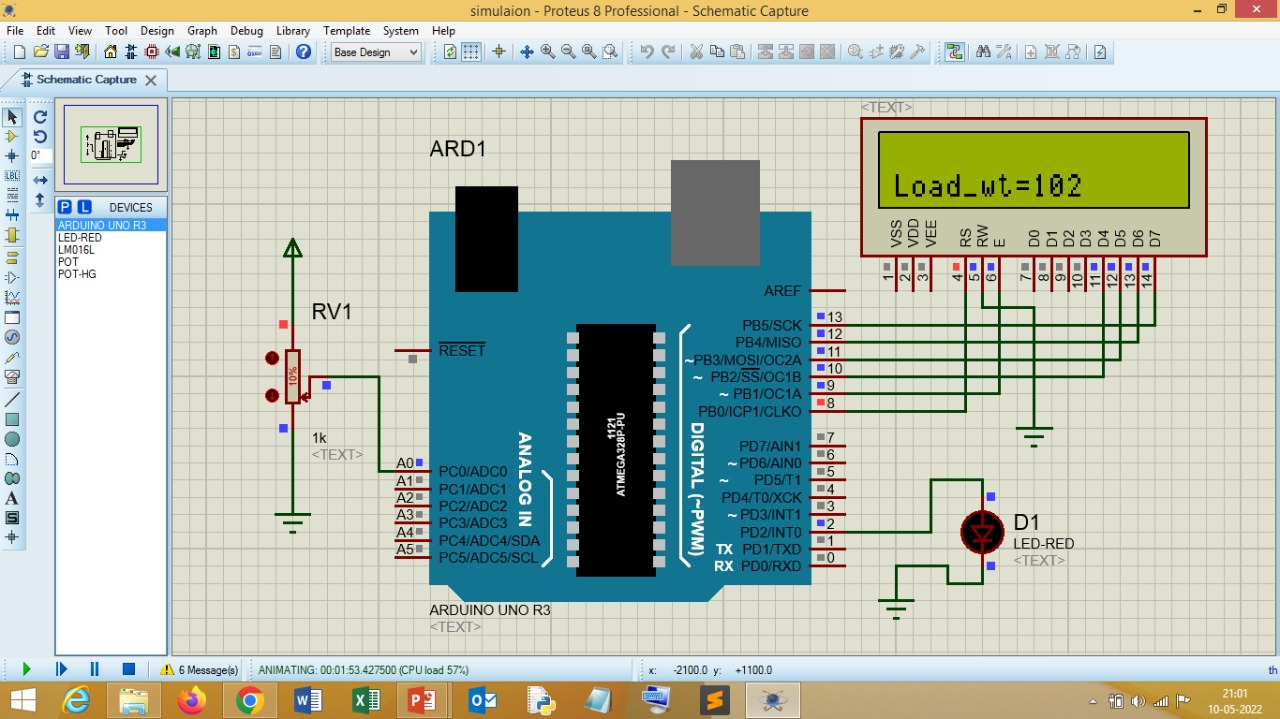 simulaion - Proteus 8 Professional - Schematic Capture
File Edit View Tool Design Graph Debug Library Template System Help
Base Design
Schematic Capture
0°
LBL
P L DEVICES
ARDUINO UNO R3
LED-RED
LM016L
POT
POT-HG
A
S
<TEXT>
Load_wt=102
VSS VDD VEE RS RW E D0 D1 D2 D3 D4 D5 D6 D7
1 2 3 4 5 6 7 8 9 10 11 12 13 14
ARD1
RV1
10%
1k
<TEXT>
RESET
AREF
PB5/SCK 13
PB4/MISO 12
~PB3/MOSI/OC2A 11
~ PB2/SS/OC1B 10
~ PB1/OC1A 9
PB0/ICP1/CLKO 8
1121
ATMEGA328P-PU
ANALOG IN
DIGITAL (~PWM)
PD7/AIN1 7
~ PD6/AIN0 6
~ PD5/T1 5
PD4/T0/XCK 4
~ PD3/INT1 3
PD2/INT0 2
TX PD1/TXD 1
RX PD0/RXD 0
A0 PC0/ADC0
A1 PC1/ADC1
A2 PC2/ADC2
A3 PC3/ADC3
A4 PC4/ADC4/SDA
A5 PC5/ADC5/SCL
ARDUINO UNO R3
<TEXT>
D1
LED-RED
<TEXT>
6 Message(s) ANIMATING: 00:01:53.427500 (CPU load 57%) x: -2100.0 y: +1100.0 th
21:01
10-05-2022